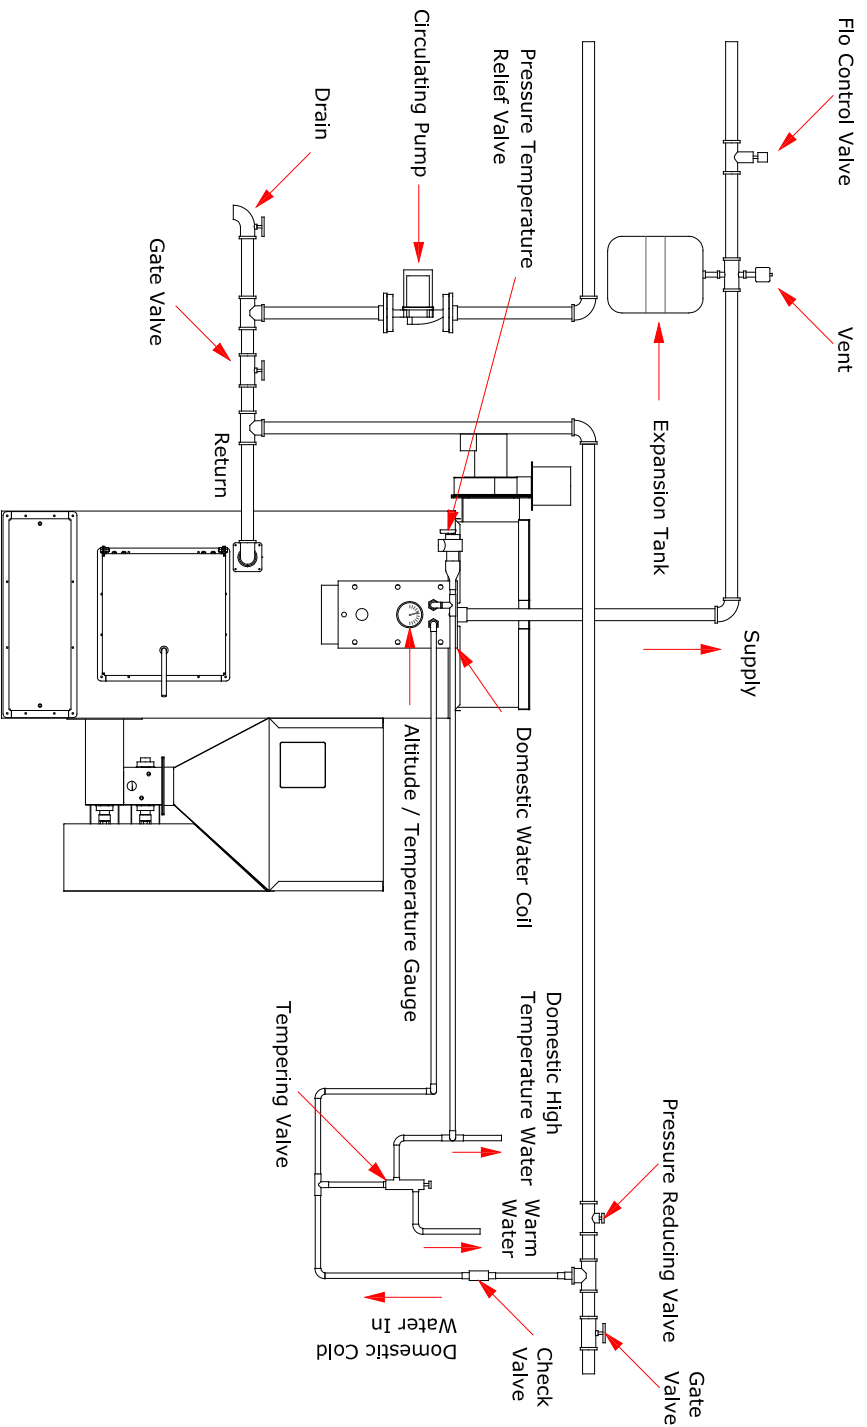 Flo Control Valve
Vent
Supply
Pressure Reducing Valve
Gate
Valve
Expansion Tank
Pressure Temperature
Relief Valve
Domestic Water Coil
Domestic High
Temperature Water
Warm
Water
Check
Valve
Circulating Pump
Altitude / Temperature Gauge
Domestic Cold
Water In
Drain
Tempering Valve
Gate Valve
Return